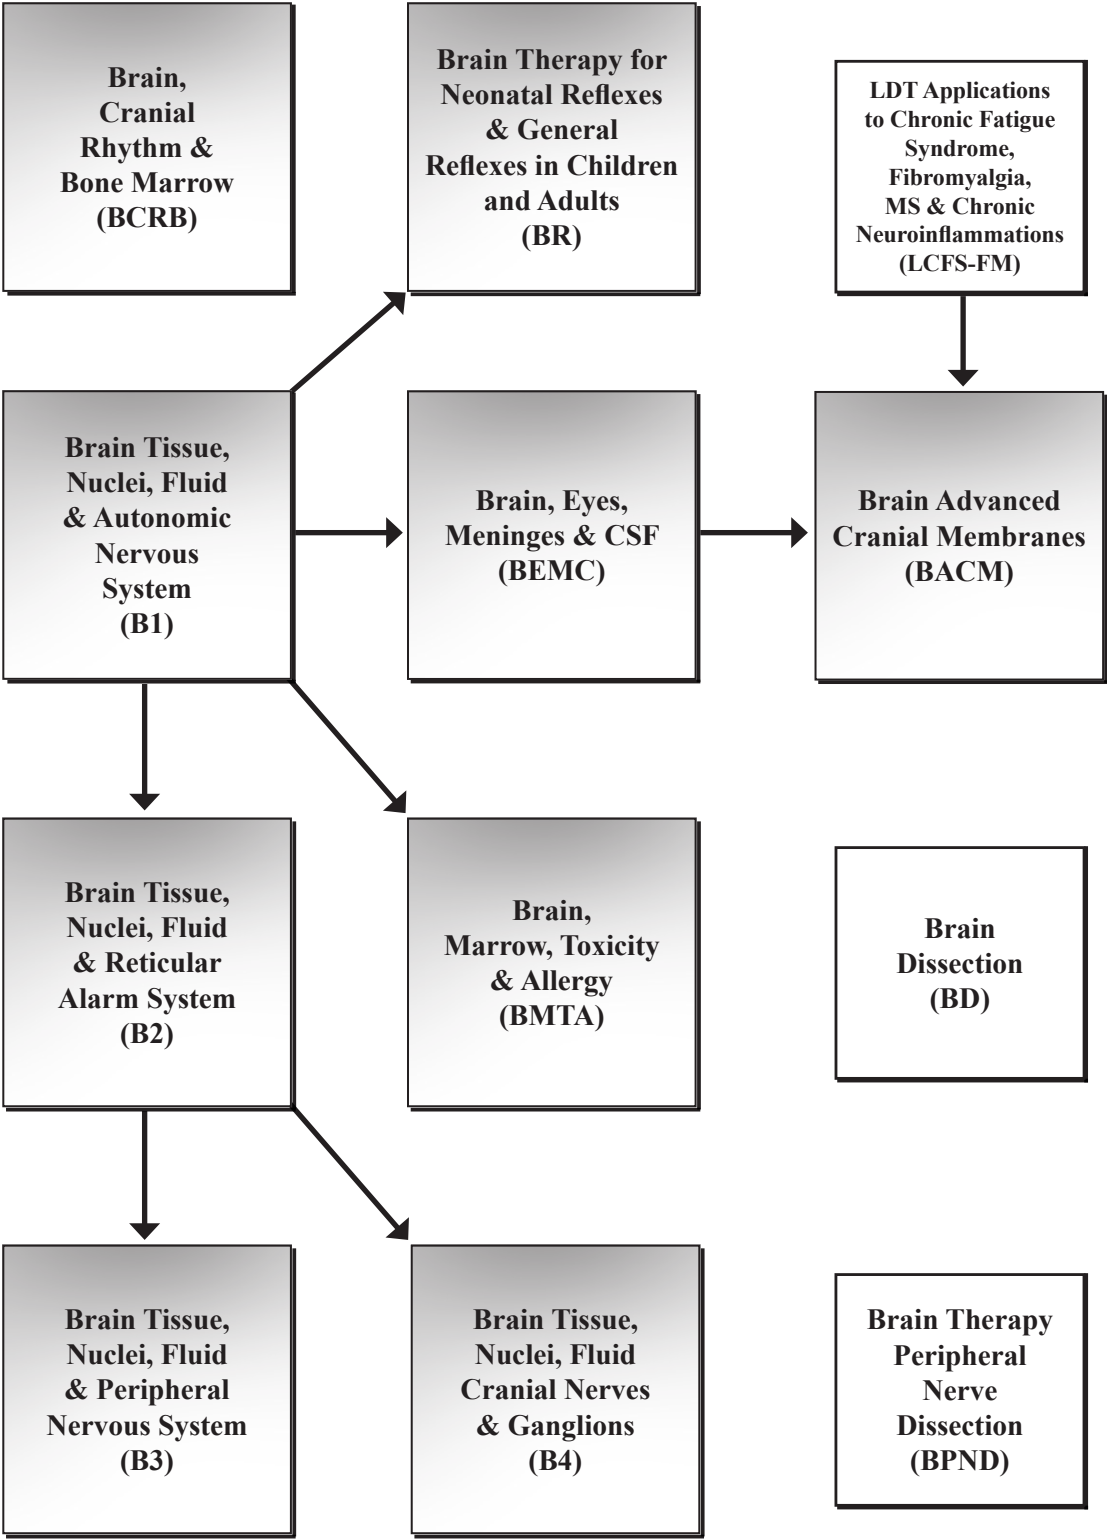 Brain,
Cranial
Rhythm &
Bone Marrow
(BCRB)
Brain Therapy for
Neonatal Reflexes
& General
Reflexes in Children
and Adults
(BR)
LDT Applications
to Chronic Fatigue
Syndrome,
Fibromyalgia,
MS & Chronic
Neuroinflammations
(LCFS-FM)
Brain Tissue,
Nuclei, Fluid
& Autonomic
Nervous
System
(B1)
Brain, Eyes,
Meninges & CSF
(BEMC)
Brain Advanced
Cranial Membranes
(BACM)
Brain Tissue,
Nuclei, Fluid
& Reticular
Alarm System
(B2)
Brain,
Marrow, Toxicity
& Allergy
(BMTA)
Brain
Dissection
(BD)
Brain Tissue,
Nuclei, Fluid
& Peripheral
Nervous System
(B3)
Brain Tissue,
Nuclei, Fluid
Cranial Nerves
& Ganglions
(B4)
Brain Therapy
Peripheral
Nerve
Dissection
(BPND)